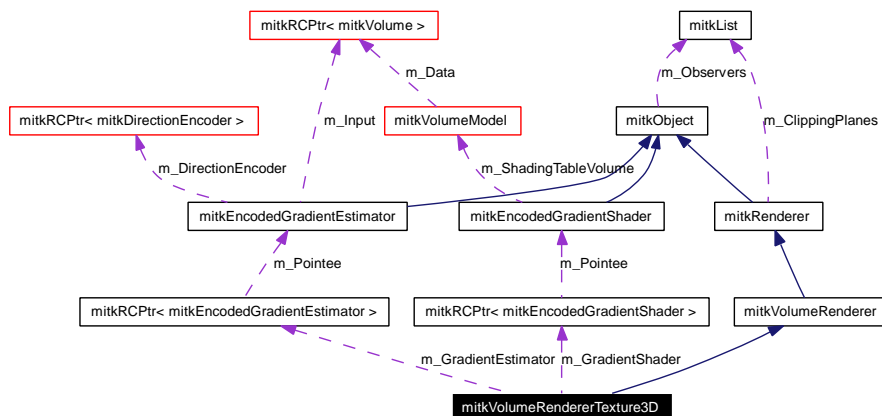 mitkRCPtr< mitkVolume >
mitkList
m_Data
m_Observers
mitkRCPtr< mitkDirectionEncoder >
m_Input
mitkVolumeModel
mitkObject
m_ClippingPlanes
m_DirectionEncoder
m_ShadingTableVolume
mitkEncodedGradientEstimator
mitkEncodedGradientShader
mitkRenderer
m_Pointee
m_Pointee
mitkRCPtr< mitkEncodedGradientEstimator >
mitkRCPtr< mitkEncodedGradientShader >
mitkVolumeRenderer
m_GradientEstimator
m_GradientShader
mitkVolumeRendererTexture3D